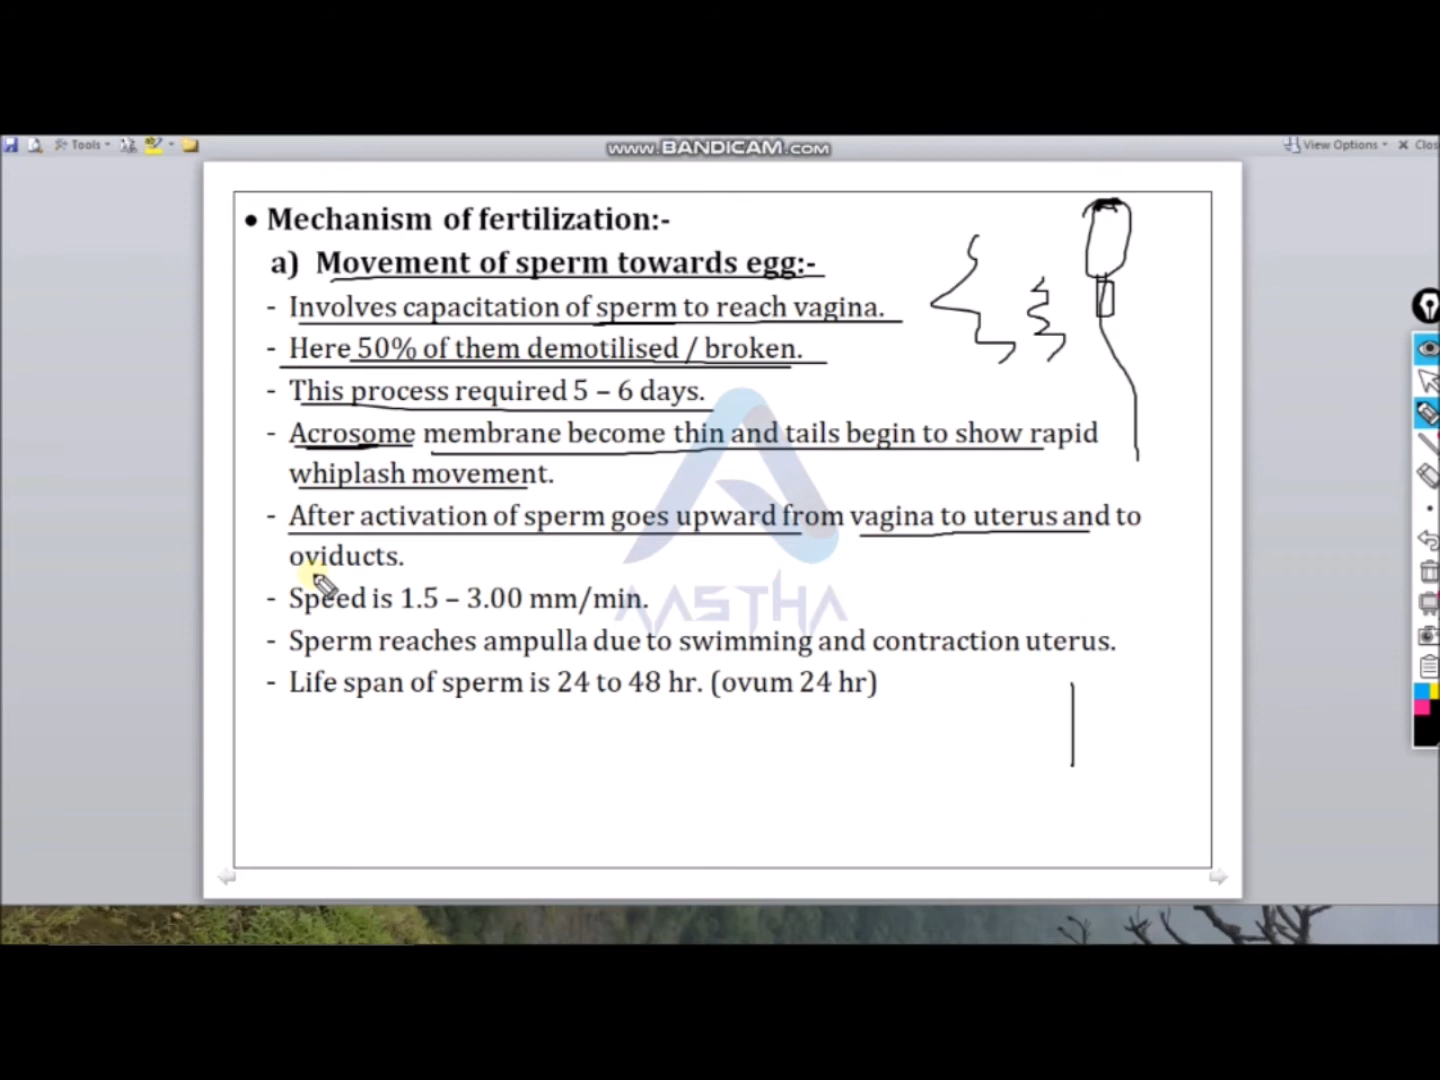 Tools
www.BANDICAM.com
View Options
Clos
• Mechanism of fertilization:-
a) Movement of sperm towards egg:-
- Involves capacitation of sperm to reach vagina.
- Here 50% of them demotilised / broken.
- This process required 5 – 6 days.
- Acrosome membrane become thin and tails begin to show rapid
whiplash movement.
- After activation of sperm goes upward from vagina to uterus and to
oviducts.
- Speed is 1.5 – 3.00 mm/min.
- Sperm reaches ampulla due to swimming and contraction uterus.
- Life span of sperm is 24 to 48 hr. (ovum 24 hr)
AASTHA